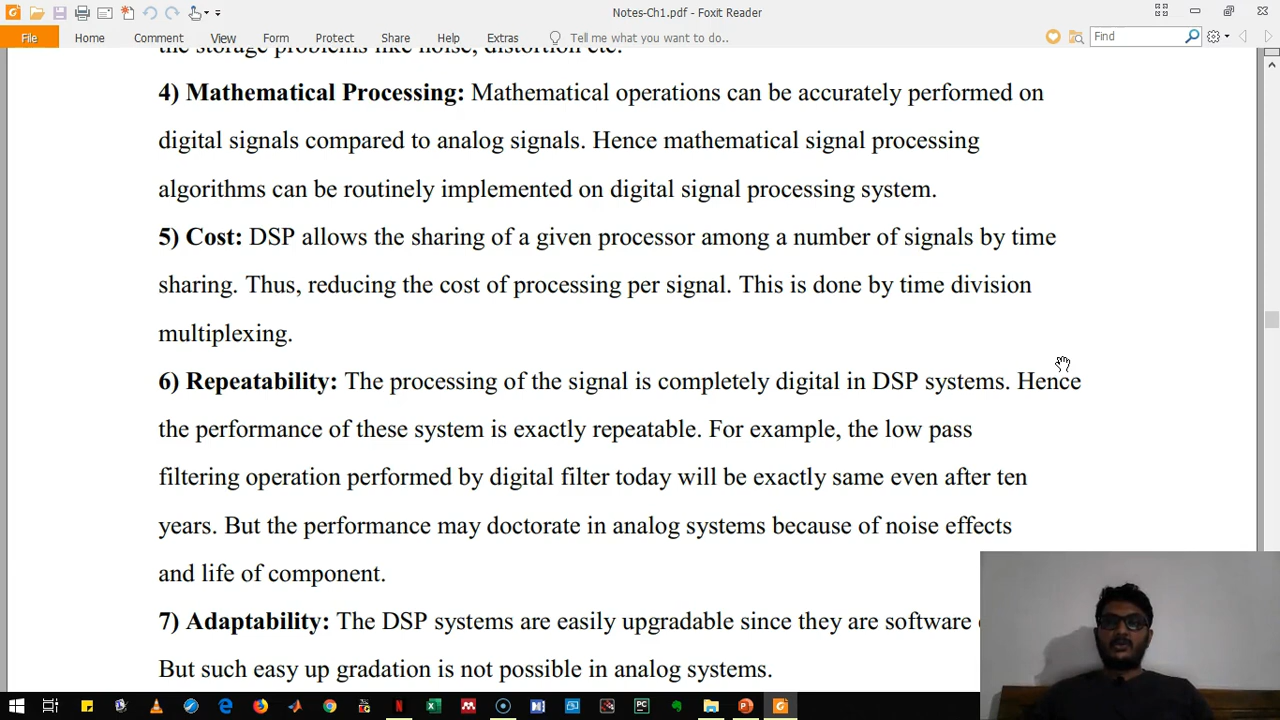 Notes-Ch1.pdf - Foxit Reader
File Home Comment View Form Protect Share Help Extras Tell me what you want to do.. Find
the storage problems like noise, distortion etc.
4) Mathematical Processing: Mathematical operations can be accurately performed on
digital signals compared to analog signals. Hence mathematical signal processing
algorithms can be routinely implemented on digital signal processing system.
5) Cost: DSP allows the sharing of a given processor among a number of signals by time
sharing. Thus, reducing the cost of processing per signal. This is done by time division
multiplexing.
6) Repeatability: The processing of the signal is completely digital in DSP systems. Hence
the performance of these system is exactly repeatable. For example, the low pass
filtering operation performed by digital filter today will be exactly same even after ten
years. But the performance may doctorate in analog systems because of noise effects
and life of component.
7) Adaptability: The DSP systems are easily upgradable since they are software
But such easy up gradation is not possible in analog systems.